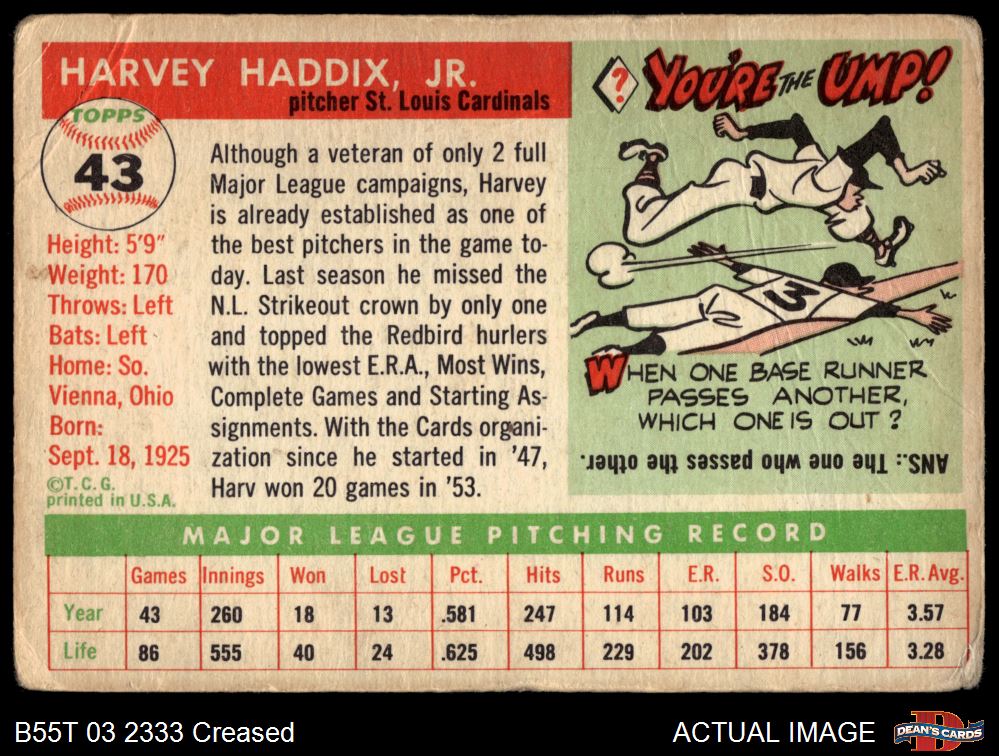 HARVEY HADDIX, JR.
pitcher St. Louis Cardinals
TOPPS
43
Height: 5'9"
Weight: 170
Throws: Left
Bats: Left
Home: So.
Vienna, Ohio
Born:
Sept. 18, 1925
©T.C.G.
printed in U.S.A.
Although a veteran of only 2 full
Major League campaigns, Harvey
is already established as one of
the best pitchers in the game to-
day. Last season he missed the
N.L. Strikeout crown by only one
and topped the Redbird hurlers
with the lowest E.R.A., Most Wins,
Complete Games and Starting As-
signments. With the Cards organi-
zation since he started in '47,
Harv won 20 games in '53.
?
YOU'RE THE UMP!
3
WHEN ONE BASE RUNNER
PASSES ANOTHER,
WHICH ONE IS OUT?
ANS.: The one who passes the other.
MAJOR LEAGUE PITCHING RECORD
Games Innings Won Lost Pct. Hits Runs E.R. S.O. Walks E.R.Avg.
Year 43 260 18 13 .581 247 114 103 184 77 3.57
Life 86 555 40 24 .625 498 229 202 378 156 3.28
B55T 03 2333 Creased
ACTUAL IMAGE
D
DEAN'S CARDS